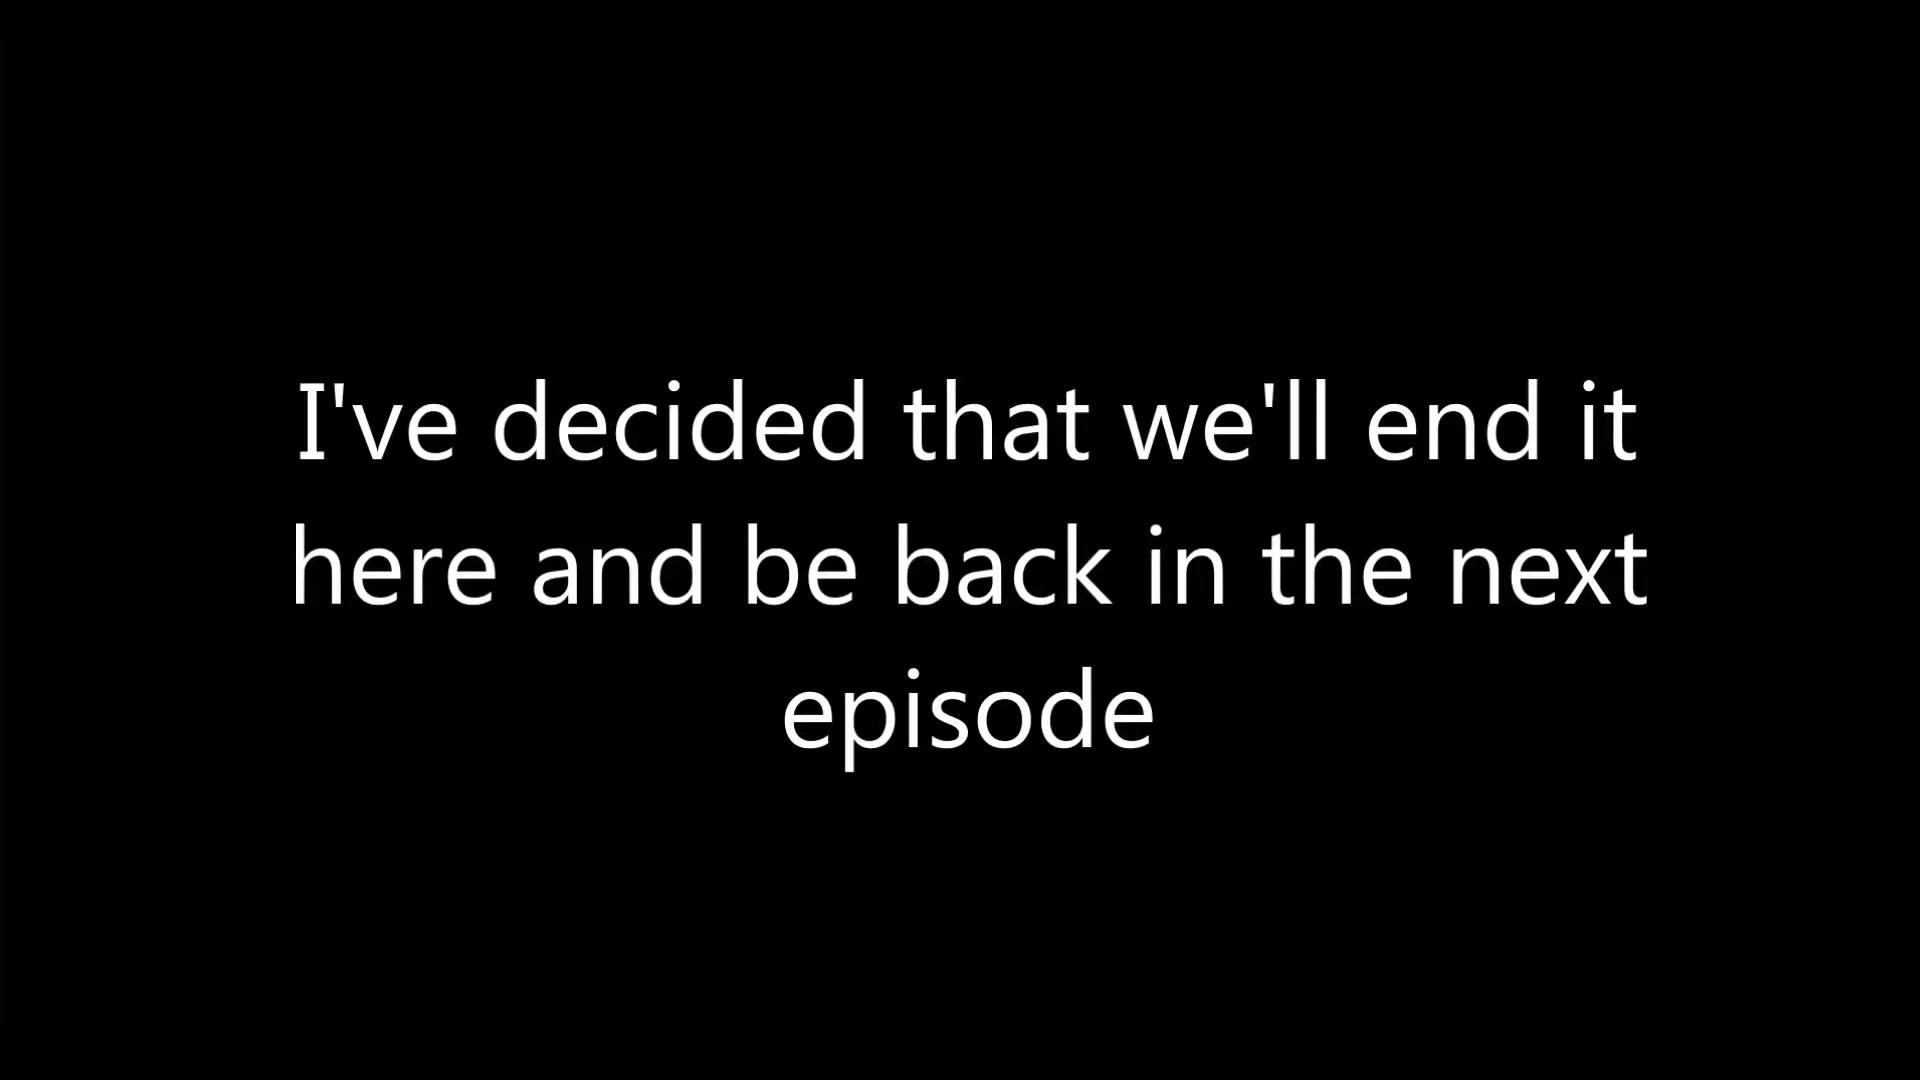 I've decided that we'll end it
here and be back in the next
episode